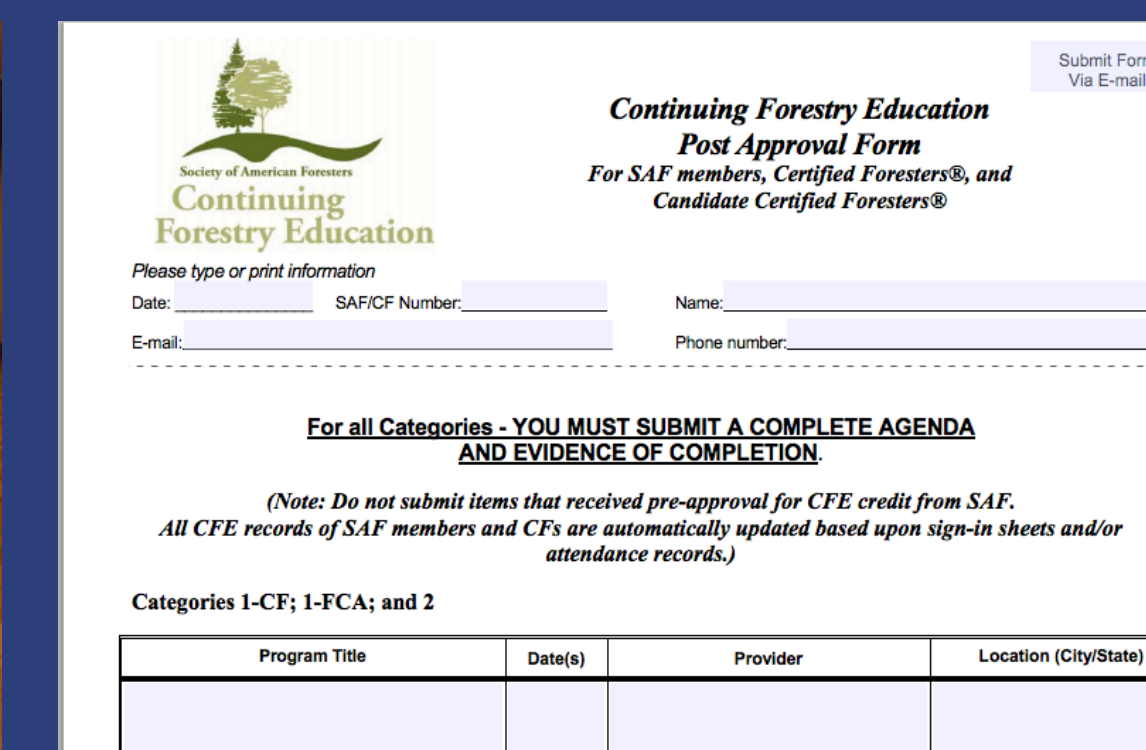 Submit Form
Via E-mail
Society of American Foresters
Continuing
Forestry Education
Continuing Forestry Education
Post Approval Form
For SAF members, Certified Foresters®, and
Candidate Certified Foresters®
Please type or print information
Date: SAF/CF Number: Name:
E-mail: Phone number:
For all Categories - YOU MUST SUBMIT A COMPLETE AGENDA
AND EVIDENCE OF COMPLETION.
(Note: Do not submit items that received pre-approval for CFE credit from SAF.
All CFE records of SAF members and CFs are automatically updated based upon sign-in sheets and/or
attendance records.)
Categories 1-CF; 1-FCA; and 2
Program Title Date(s) Provider Location (City/State)